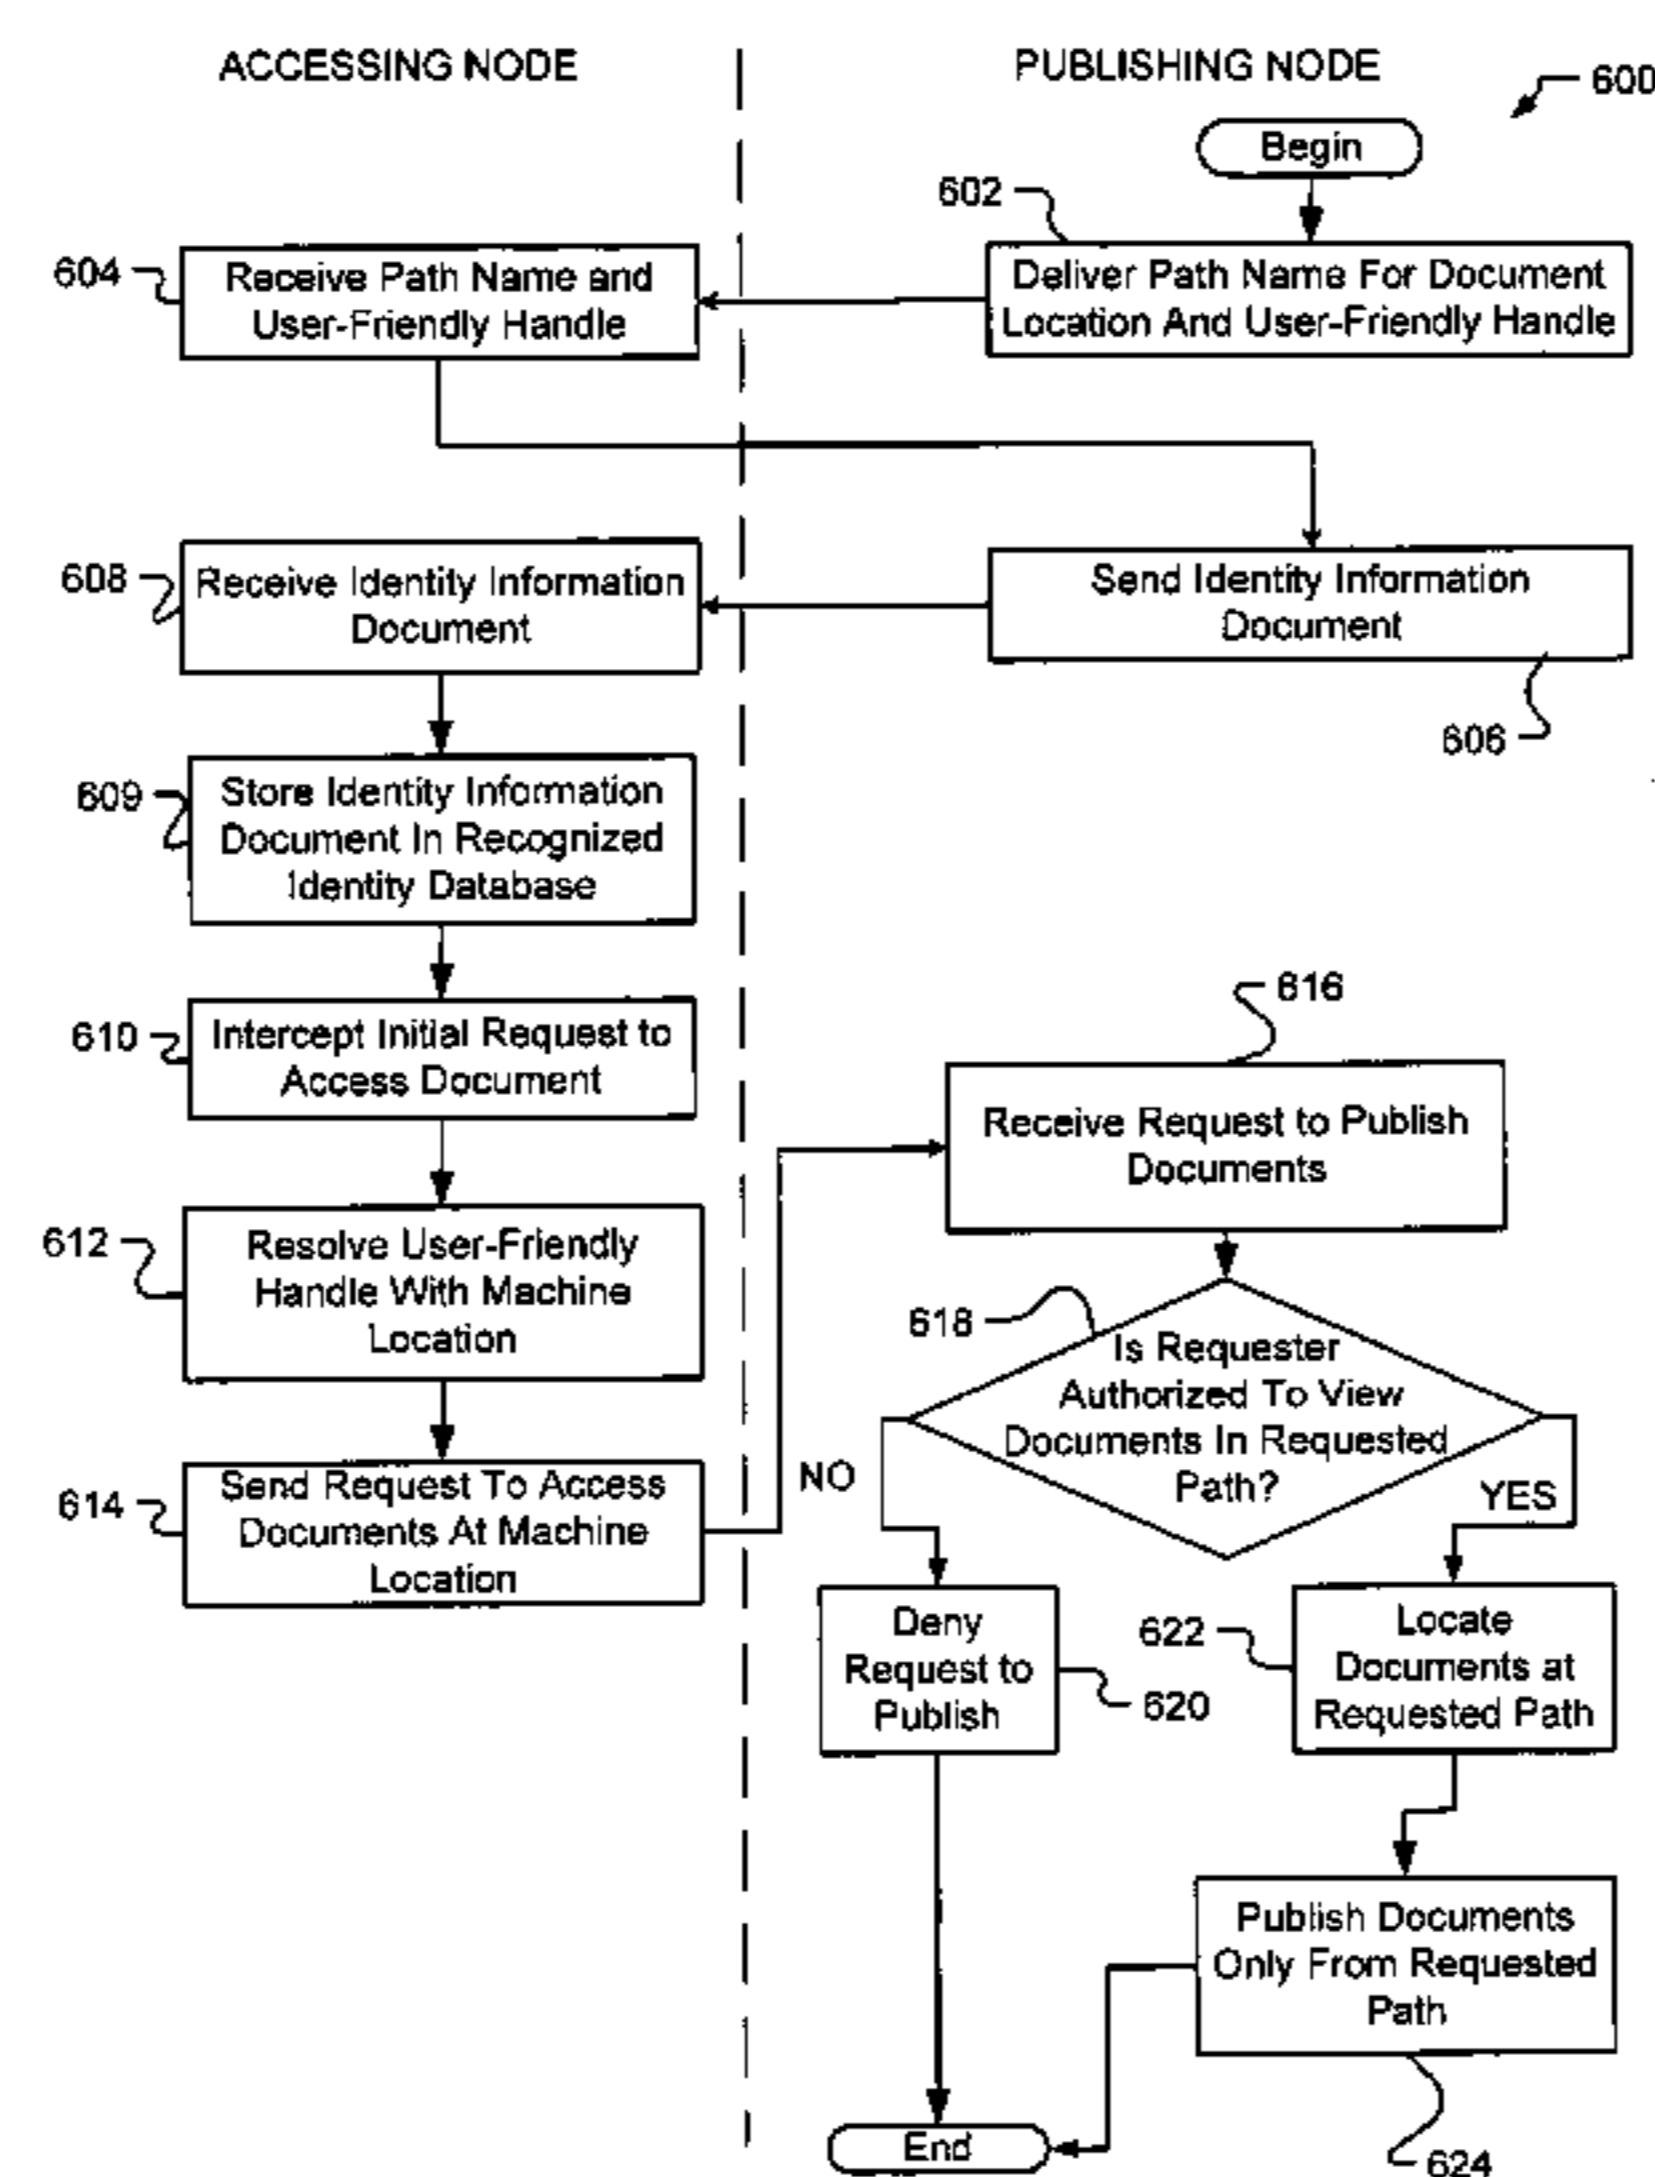 ACCESSING NODE
PUBLISHING NODE
600
Begin
602
Deliver Path Name For Document
Location And User-Friendly Handle
604
Receive Path Name and
User-Friendly Handle
Send Identity Information
Document
606
608
Receive Identity Information
Document
609
Store Identity Information
Document In Recognized
Identity Database
610
Intercept Initial Request to
Access Document
612
Resolve User-Friendly
Handle With Machine
Location
614
Send Request To Access
Documents At Machine
Location
616
Receive Request to Publish
Documents
618
Is Requester
Authorized To View
Documents In Requested
Path?
NO
YES
Deny
Request to
Publish
620
622
Locate
Documents at
Requested Path
Publish Documents
Only From Requested
Path
624
End